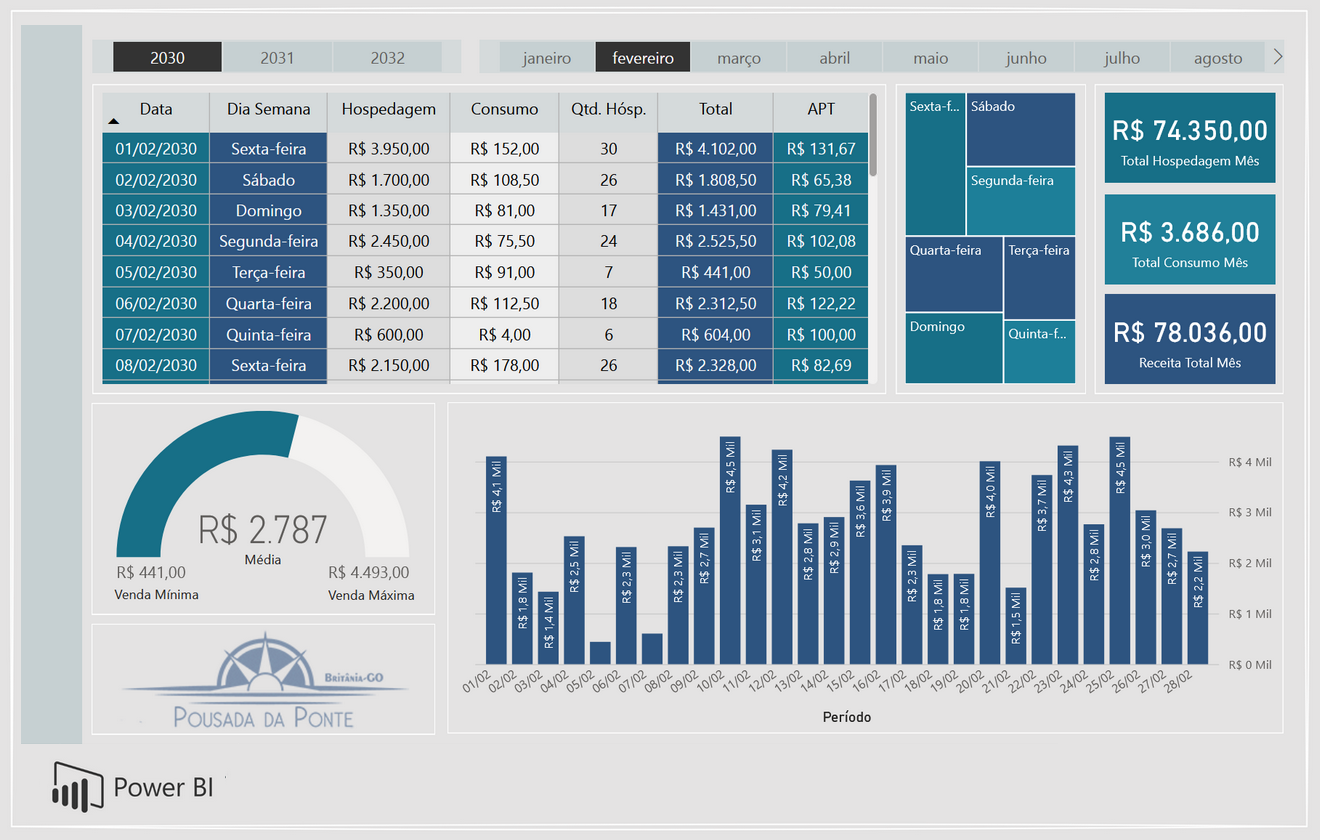 2030 2031 2032
janeiro fevereiro março abril maio junho julho agosto
Data Dia Semana Hospedagem Consumo Qtd. Hósp. Total APT
01/02/2030 Sexta-feira R$ 3.950,00 R$ 152,00 30 R$ 4.102,00 R$ 131,67
02/02/2030 Sábado R$ 1.700,00 R$ 108,50 26 R$ 1.808,50 R$ 65,38
03/02/2030 Domingo R$ 1.350,00 R$ 81,00 17 R$ 1.431,00 R$ 79,41
04/02/2030 Segunda-feira R$ 2.450,00 R$ 75,50 24 R$ 2.525,50 R$ 102,08
05/02/2030 Terça-feira R$ 350,00 R$ 91,00 7 R$ 441,00 R$ 50,00
06/02/2030 Quarta-feira R$ 2.200,00 R$ 112,50 18 R$ 2.312,50 R$ 122,22
07/02/2030 Quinta-feira R$ 600,00 R$ 4,00 6 R$ 604,00 R$ 100,00
08/02/2030 Sexta-feira R$ 2.150,00 R$ 178,00 26 R$ 2.328,00 R$ 82,69
Sexta-f...
Sábado
Segunda-feira
Quarta-feira
Terça-feira
Domingo
Quinta-f...
R$ 74.350,00
Total Hospedagem Mês
R$ 3.686,00
Total Consumo Mês
R$ 78.036,00
Receita Total Mês
R$ 2.787
Média
R$ 441,00
Venda Mínima
R$ 4.493,00
Venda Máxima
BRITÂNIA-GO
POUSADA DA PONTE
R$ 4,1 Mil
R$ 1,8 Mil
R$ 1,4 Mil
R$ 2,5 Mil
R$ 2,3 Mil
R$ 2,3 Mil
R$ 2,7 Mil
R$ 4,5 Mil
R$ 3,1 Mil
R$ 4,2 Mil
R$ 2,8 Mil
R$ 2,9 Mil
R$ 3,6 Mil
R$ 3,9 Mil
R$ 2,3 Mil
R$ 1,8 Mil
R$ 1,8 Mil
R$ 4,0 Mil
R$ 1,5 Mil
R$ 3,7 Mil
R$ 4,3 Mil
R$ 2,8 Mil
R$ 4,5 Mil
R$ 3,0 Mil
R$ 2,7 Mil
R$ 2,2 Mil
R$ 4 Mil
R$ 3 Mil
R$ 2 Mil
R$ 1 Mil
R$ 0 Mil
01/02 02/02 03/02 04/02 05/02 06/02 07/02 08/02 09/02 10/02 11/02 12/02 13/02 14/02 15/02 16/02 17/02 18/02 19/02 20/02 21/02 22/02 23/02 24/02 25/02 26/02 27/02 28/02
Período
Power BI